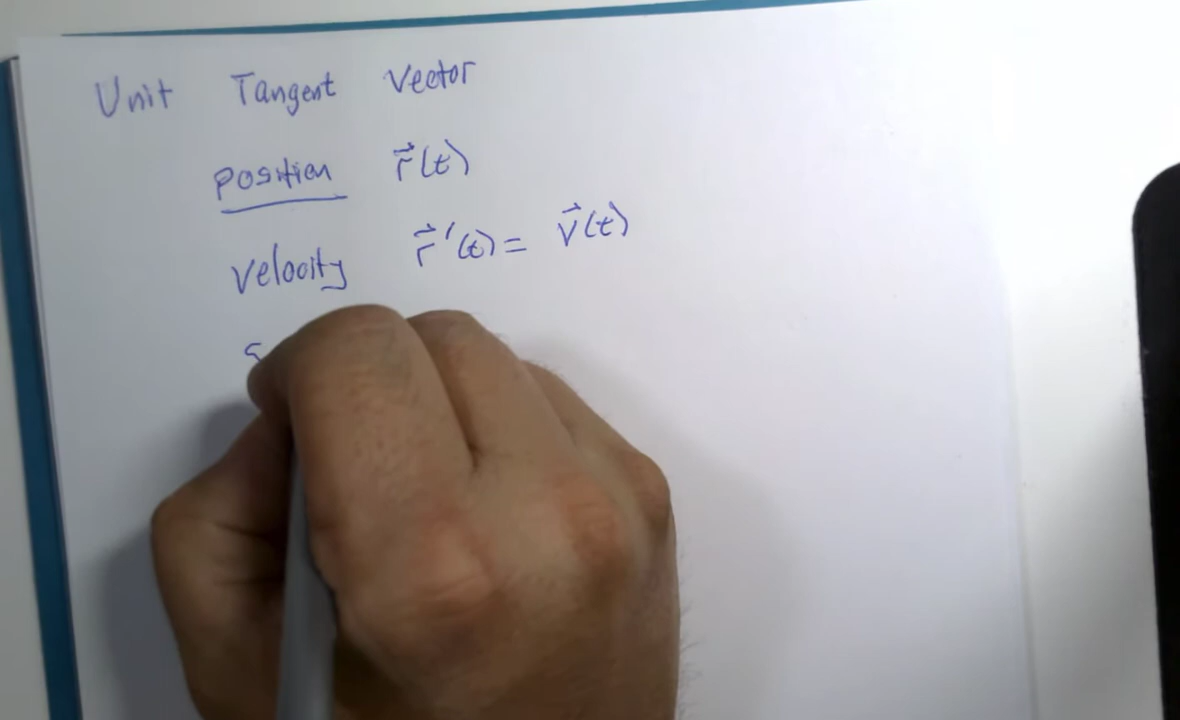 Unit Tangent Vector
position r⃗(t)
velocity r⃗′(t) = v⃗(t)
S